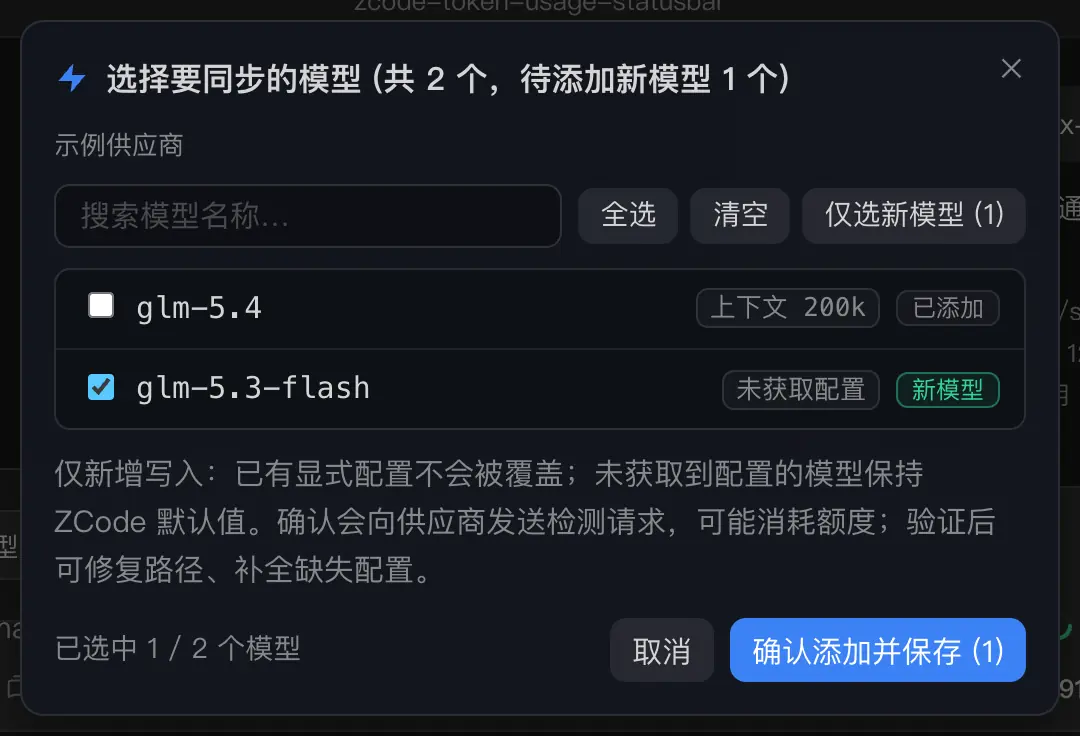 zcode-token-usage-statusbar
选择要同步的模型 (共 2 个，待添加新模型 1 个)
示例供应商
搜索模型名称...
全选
清空
仅选新模型 (1)
glm-5.4
上下文 200k
已添加
glm-5.3-flash
未获取配置
新模型
仅新增写入：已有显式配置不会被覆盖；未获取到配置的模型保持
ZCode 默认值。确认会向供应商发送检测请求，可能消耗额度；验证后
可修复路径、补全缺失配置。
已选中 1 / 2 个模型
取消
确认添加并保存 (1)